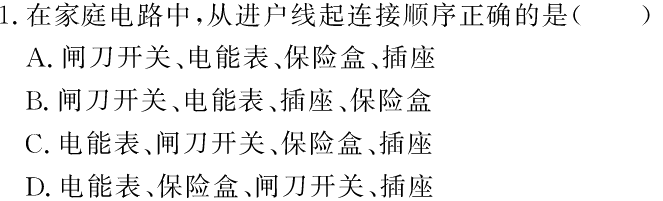 1. 在家庭电路中,从进户线起连接顺序正确的是(　　)
A. 闸刀开关、电能表、保险盒、插座
B. 闸刀开关、电能表、插座、保险盒
C. 电能表、闸刀开关、保险盒、插座
D. 电能表、保险盒、闸刀开关、插座